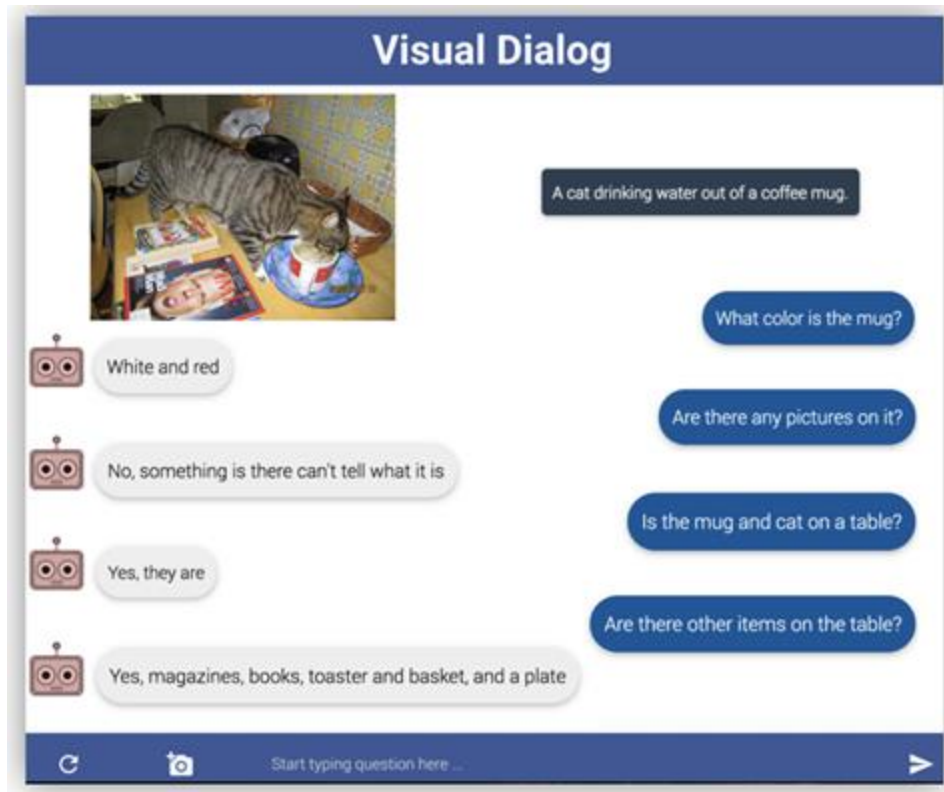 Visual Dialog
A cat drinking water out of a coffee mug.
What color is the mug?
White and red
Are there any pictures on it?
No, something is there can't tell what it is
Is the mug and cat on a table?
Yes, they are
Are there other items on the table?
Yes, magazines, books, toaster and basket, and a plate
Start typing question here ...